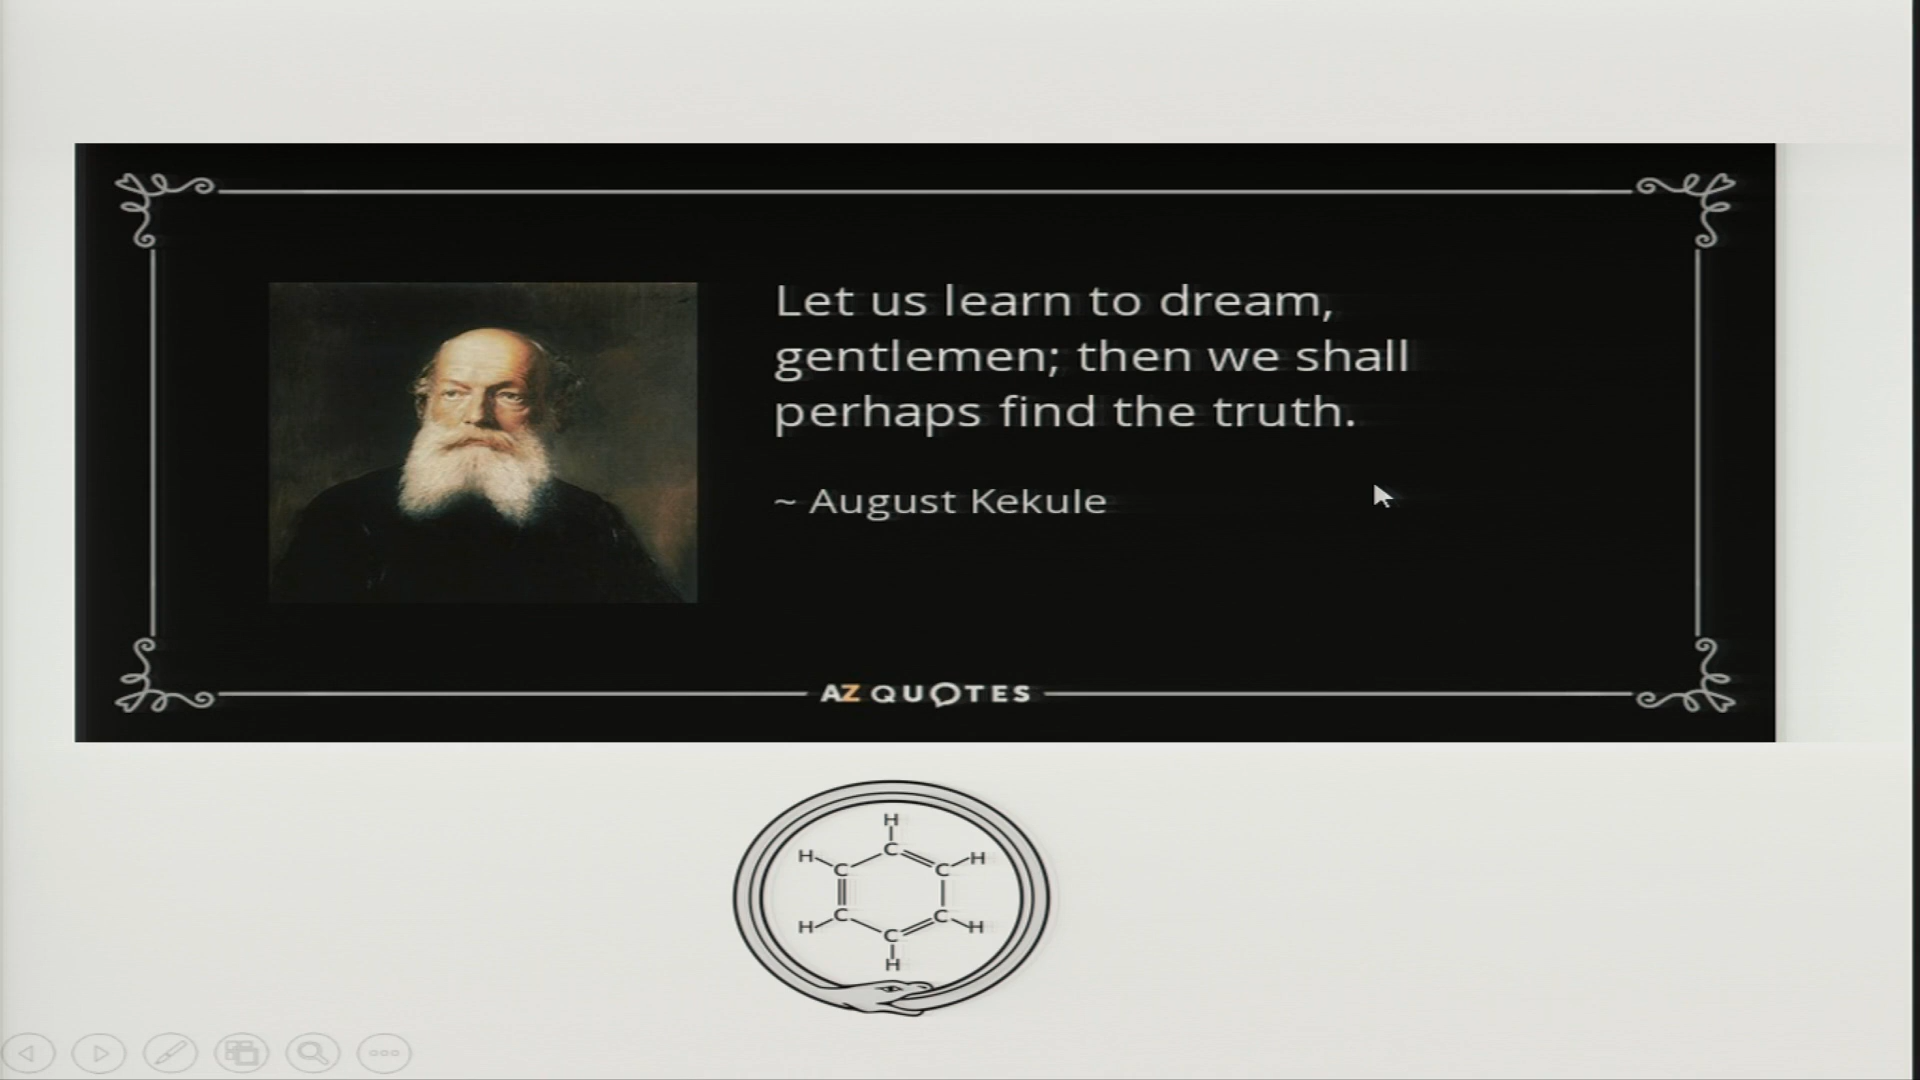 Let us learn to dream,
gentlemen; then we shall
perhaps find the truth.
~ August Kekule
AZ QUOTES
H
H C H
C C
C C
H C H
H